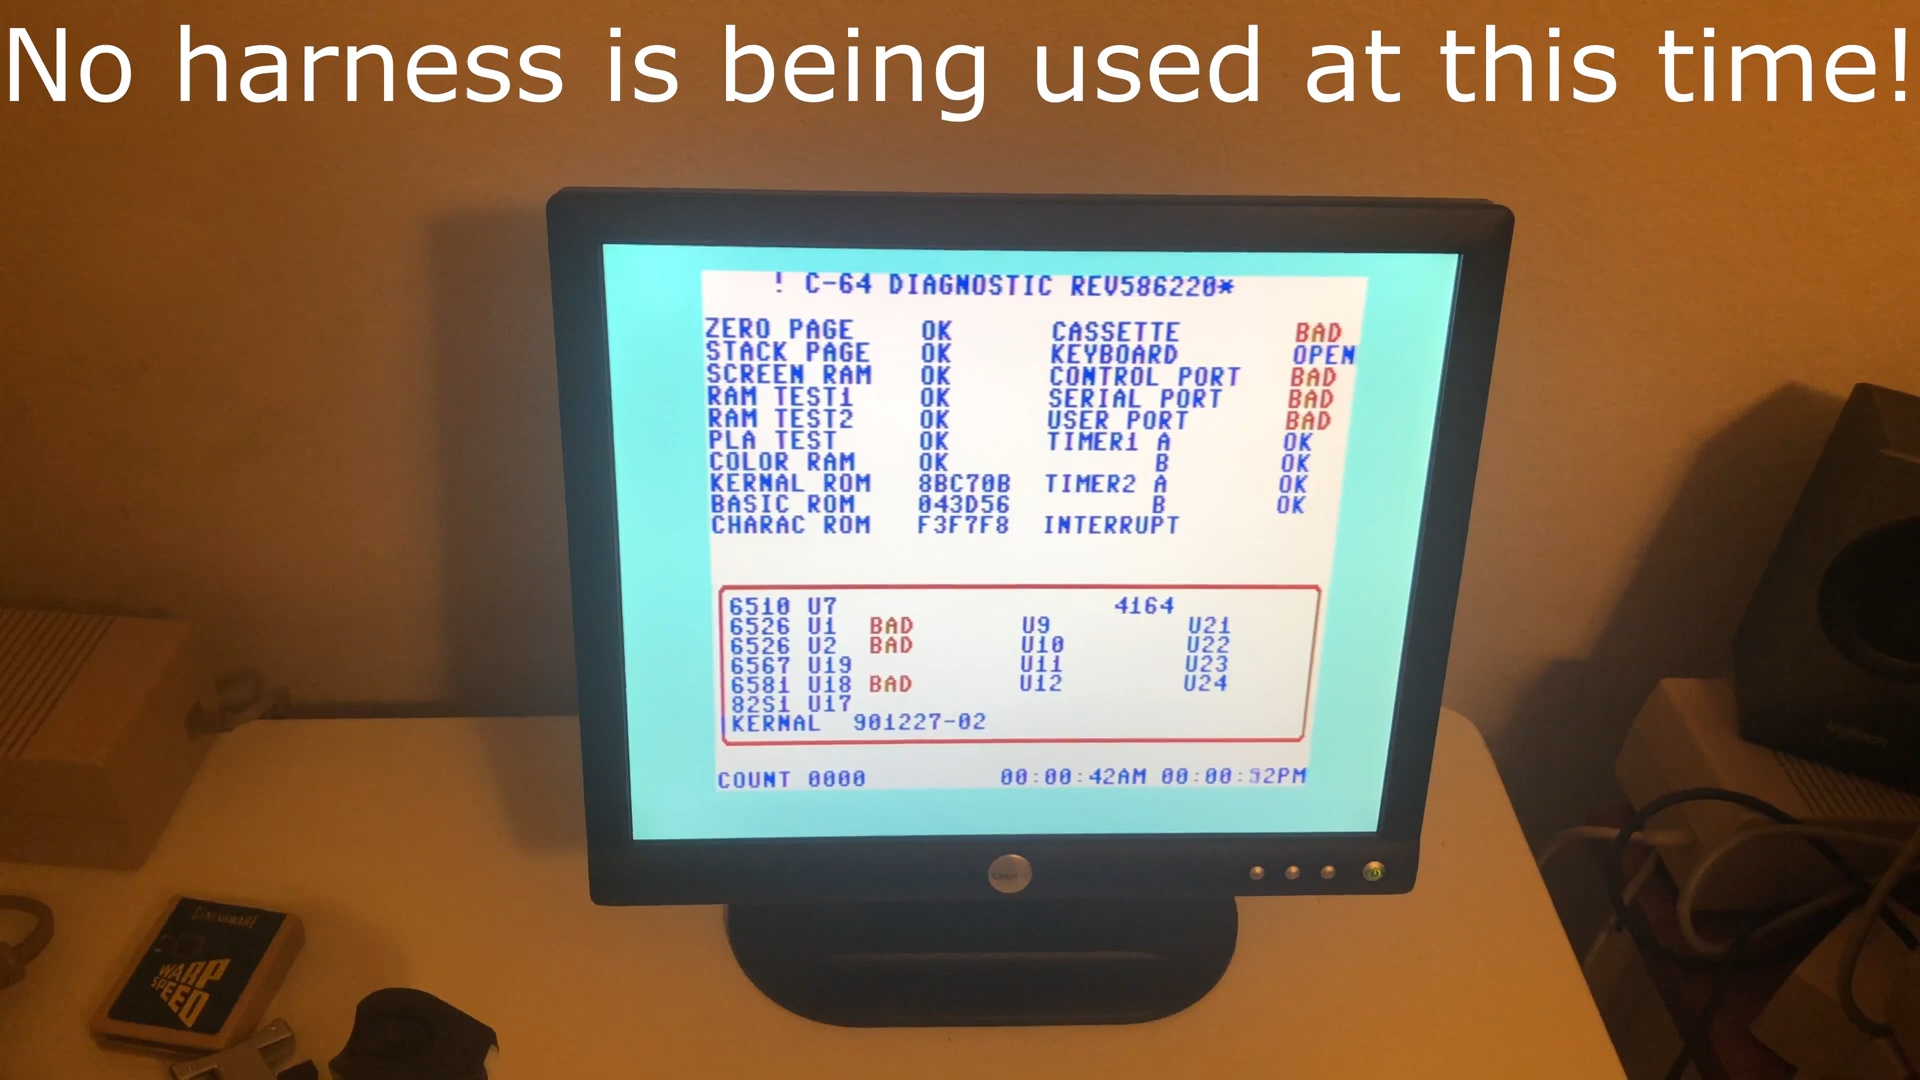 No harness is being used at this time!
! C-64 DIAGNOSTIC REV586220*
ZERO PAGE OK CASSETTE BAD
STACK PAGE OK KEYBOARD OPEN
SCREEN RAM OK CONTROL PORT BAD
RAM TEST1 OK SERIAL PORT BAD
RAM TEST2 OK USER PORT BAD
PLA TEST OK TIMER1 A OK
COLOR RAM OK B OK
KERNAL ROM 8BC70B TIMER2 A OK
BASIC ROM 043D56 B OK
CHARAC ROM F3F7F8 INTERRUPT
6510 U7 4164
6526 U1 BAD U9 U21
6526 U2 BAD U10 U22
6567 U19 U11 U23
6581 U18 BAD U12 U24
82S1 U17
KERNAL 901227-02
COUNT 0000 00:00:42AM
CINEMAWARE
WARP
SPEED